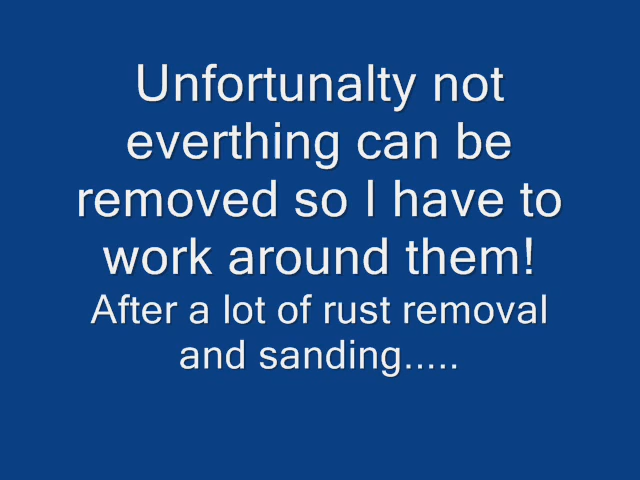 Unfortunalty not
everthing can be
removed so I have to
work around them!
After a lot of rust removal
and sanding.....